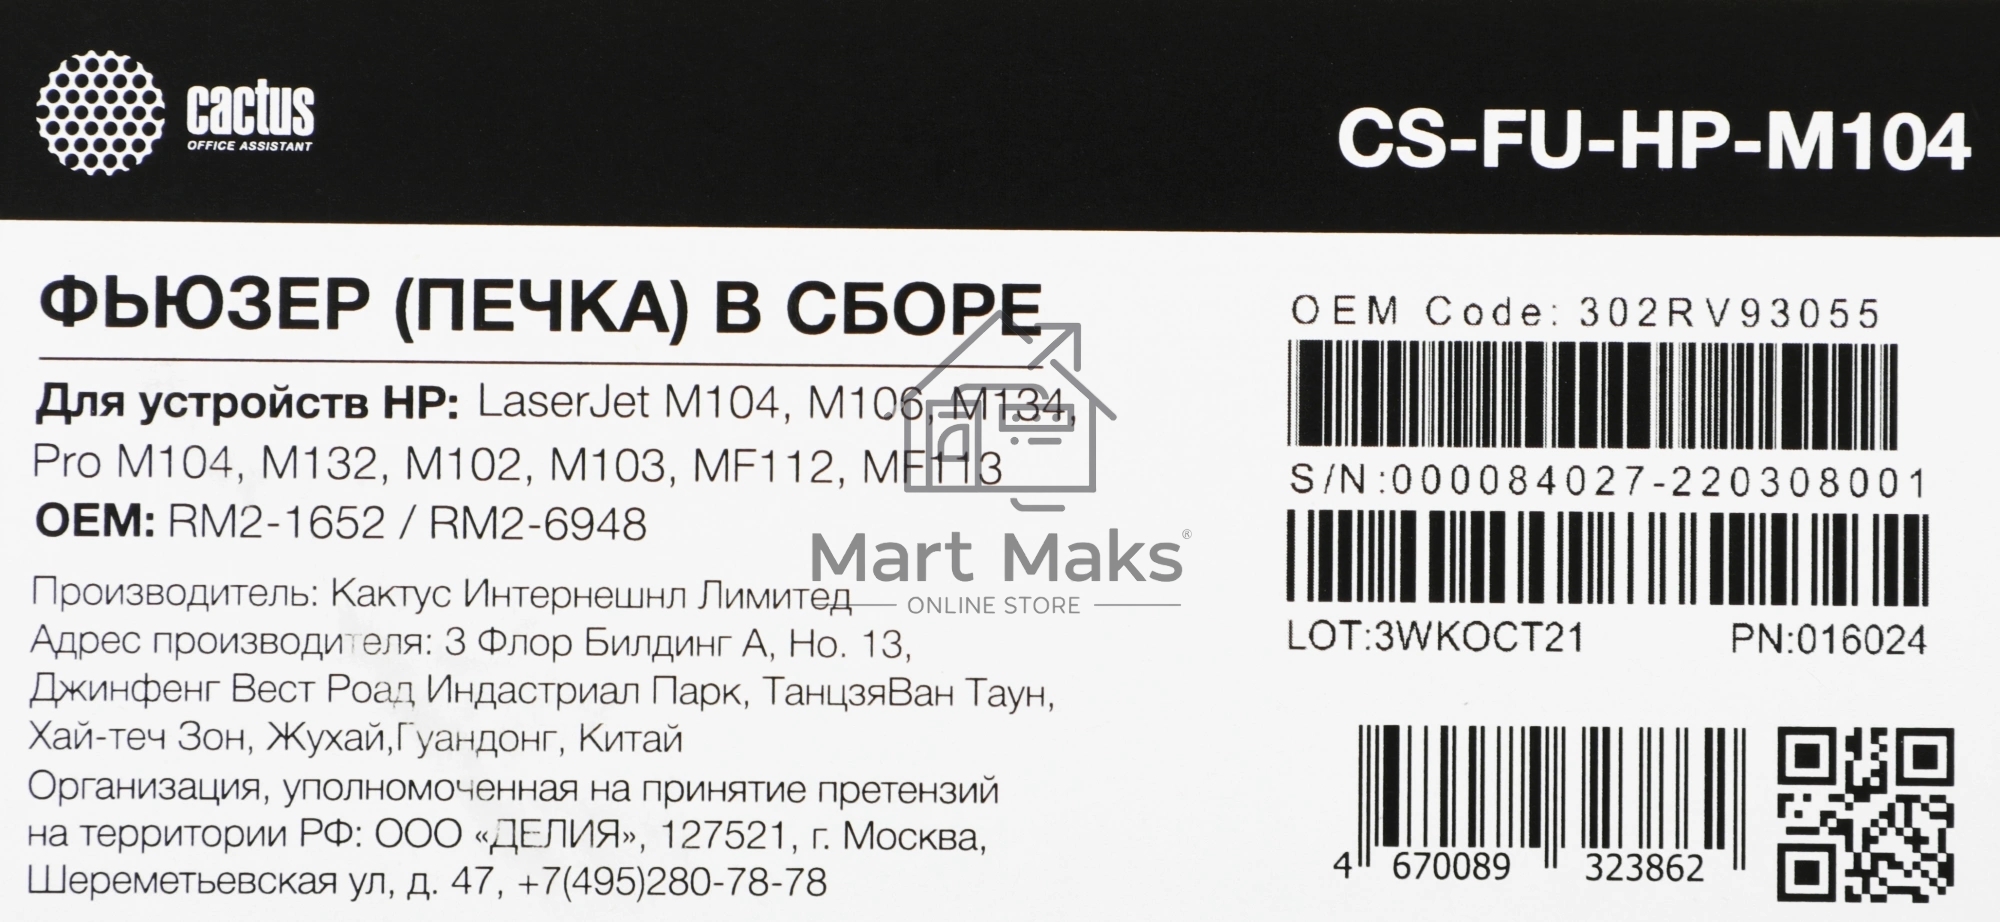 cactus
OFFICE ASSISTANT
CS-FU-HP-M104
ФЬЮЗЕР (ПЕЧКА) В СБОРЕ
Для устройств HP: LaserJet M104, M106, M134,
Pro M104, M132, M102, M103, MF112, MF113
OEM: RM2-1652 / RM2-6948
Производитель: Кактус Интернешнл Лимитед
Адрес производителя: 3 Флор Билдинг А, Но. 13,
Джинфенг Вест Роад Индастриал Парк, ТанцзяВан Таун,
Хай-теч Зон, Жухай,Гуандонг, Китай
Организация, уполномоченная на принятие претензий
на территории РФ: ООО «ДЕЛИЯ», 127521, г. Москва,
Шереметьевская ул, д. 47, +7(495)280-78-78
OEM Code: 302RV93055
S/N:000084027-220308001
LOT:3WKOCT21 PN:016024
4 670089 323862
Mart Maks®
ONLINE STORE